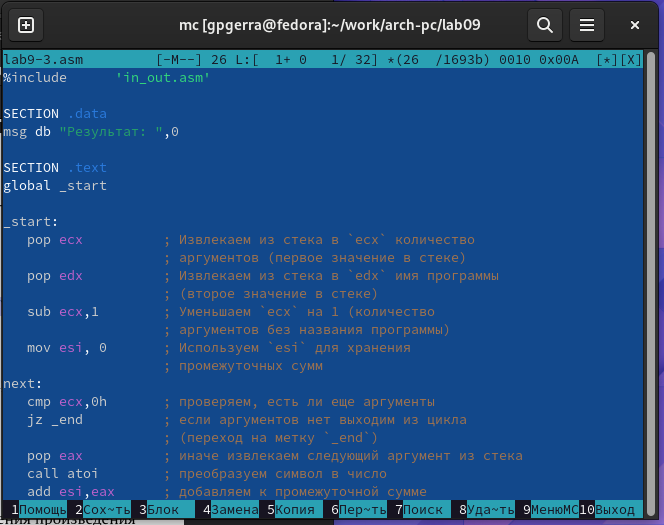 mc [gpgerra@fedora]:~/work/arch-pc/lab09
lab9-3.asm [-M--] 26 L:[ 1+ 0 1/ 32] *(26 /1693b) 0010 0x00A [*][X]
%include 'in_out.asm'
SECTION .data
msg db "Результат: ",0
SECTION .text
global _start
_start:
pop ecx ; Извлекаем из стека в `ecx` количество
; аргументов (первое значение в стеке)
pop edx ; Извлекаем из стека в `edx` имя программы
; (второе значение в стеке)
sub ecx,1 ; Уменьшаем `ecx` на 1 (количество
; аргументов без названия программы)
mov esi, 0 ; Используем `esi` для хранения
; промежуточных сумм
next:
cmp ecx,0h ; проверяем, есть ли еще аргументы
jz _end ; если аргументов нет выходим из цикла
; (переход на метку `_end`)
pop eax ; иначе извлекаем следующий аргумент из стека
call atoi ; преобразуем символ в число
add esi,eax ; добавляем к промежуточной сумме
1Помощь 2Сох~ть 3Блок 4Замена 5Копия 6Пер~ть 7Поиск 8Уда~ть 9МенюМС 10Выход
ения произведения